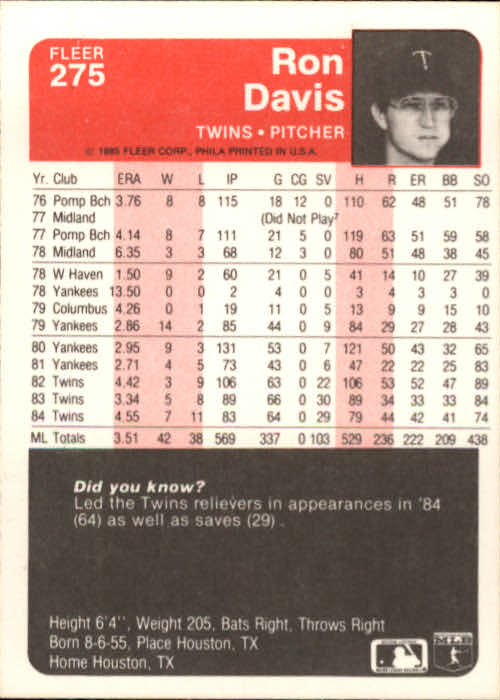 FLEER
275
Ron
Davis
TWINS • PITCHER
© 1985 FLEER CORP., PHILA PRINTED IN U.S.A.
T
Yr. Club ERA W L IP G CG SV H R ER BB SO
76 Pomp Bch 3.76 8 8 115 18 12 0 110 62 48 51 78
77 Midland (Did Not Play)
77 Pomp Bch 4.14 8 7 111 21 5 0 119 63 51 59 58
78 Midland 6.35 3 3 68 12 3 0 80 51 48 38 45
78 W Haven 1.50 9 2 60 21 0 5 41 14 10 27 39
78 Yankees 13.50 0 0 2 4 0 0 3 4 3 3 0
79 Columbus 4.26 0 1 19 11 0 5 13 9 9 15 10
79 Yankees 2.86 14 2 85 44 0 9 84 29 27 28 43
80 Yankees 2.95 9 3 131 53 0 7 121 50 43 32 65
81 Yankees 2.71 4 5 73 43 0 6 47 22 22 25 83
82 Twins 4.42 3 9 106 63 0 22 106 53 52 47 89
83 Twins 3.34 5 8 89 66 0 30 89 34 33 33 84
84 Twins 4.55 7 11 83 64 0 29 79 44 42 41 74
ML Totals 3.51 42 38 569 337 0 103 529 236 222 209 438
Did you know?
Led the Twins relievers in appearances in '84
(64) as well as saves (29).
Height 6'4", Weight 205, Bats Right, Throws Right
Born 8-6-55, Place Houston, TX
Home Houston, TX